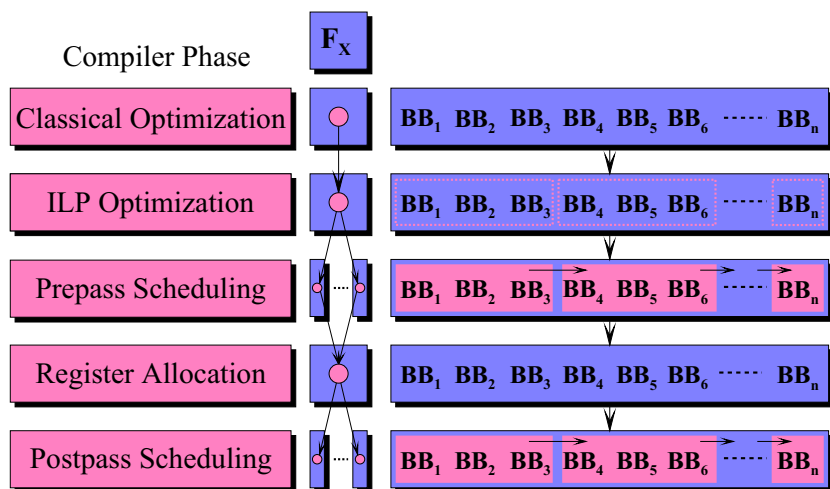 F_X
Compiler Phase
Classical Optimization BB_1 BB_2 BB_3 BB_4 BB_5 BB_6 ------ BB_n
ILP Optimization BB_1 BB_2 BB_3 BB_4 BB_5 BB_6 ------ BB_n
Prepass Scheduling ····· BB_1 BB_2 BB_3 BB_4 BB_5 BB_6 ------ BB_n
Register Allocation BB_1 BB_2 BB_3 BB_4 BB_5 BB_6 ------ BB_n
Postpass Scheduling ····· BB_1 BB_2 BB_3 BB_4 BB_5 BB_6 ------ BB_n